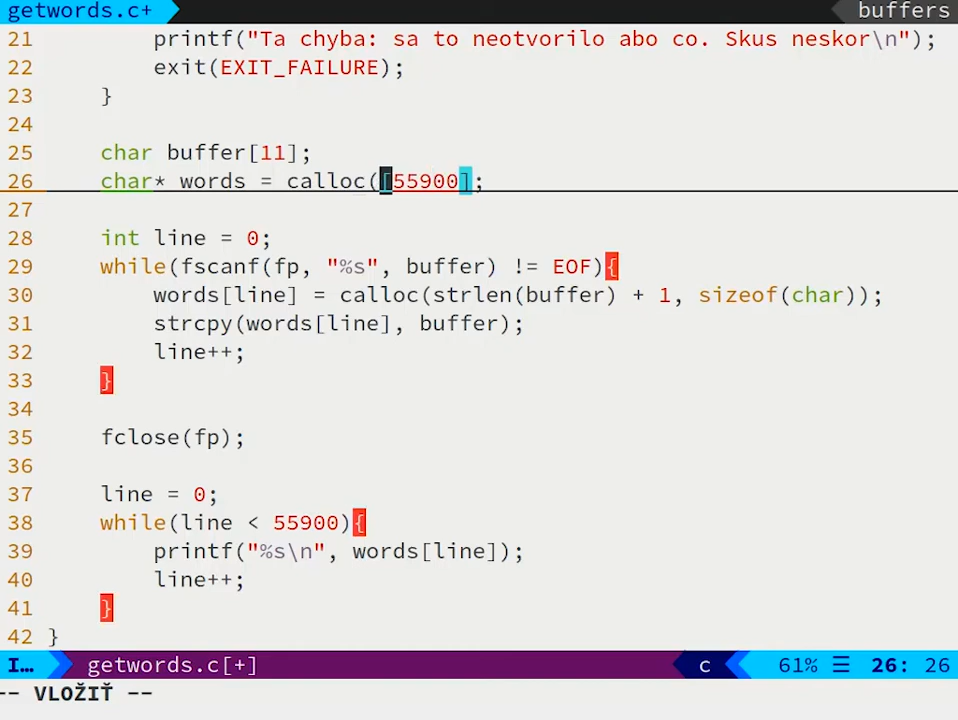 getwords.c+ buffers
21 printf("Ta chyba: sa to neotvorilo abo co. Skus neskor\n");
22 exit(EXIT_FAILURE);
23 }
24
25 char buffer[11];
26 char* words = calloc([55900];
27
28 int line = 0;
29 while(fscanf(fp, "%s", buffer) != EOF){
30 words[line] = calloc(strlen(buffer) + 1, sizeof(char));
31 strcpy(words[line], buffer);
32 line++;
33 }
34
35 fclose(fp);
36
37 line = 0;
38 while(line < 55900){
39 printf("%s\n", words[line]);
40 line++;
41 }
42 }
I… getwords.c[+] c 61% ☰ 26: 26
-- VLOŽIŤ --